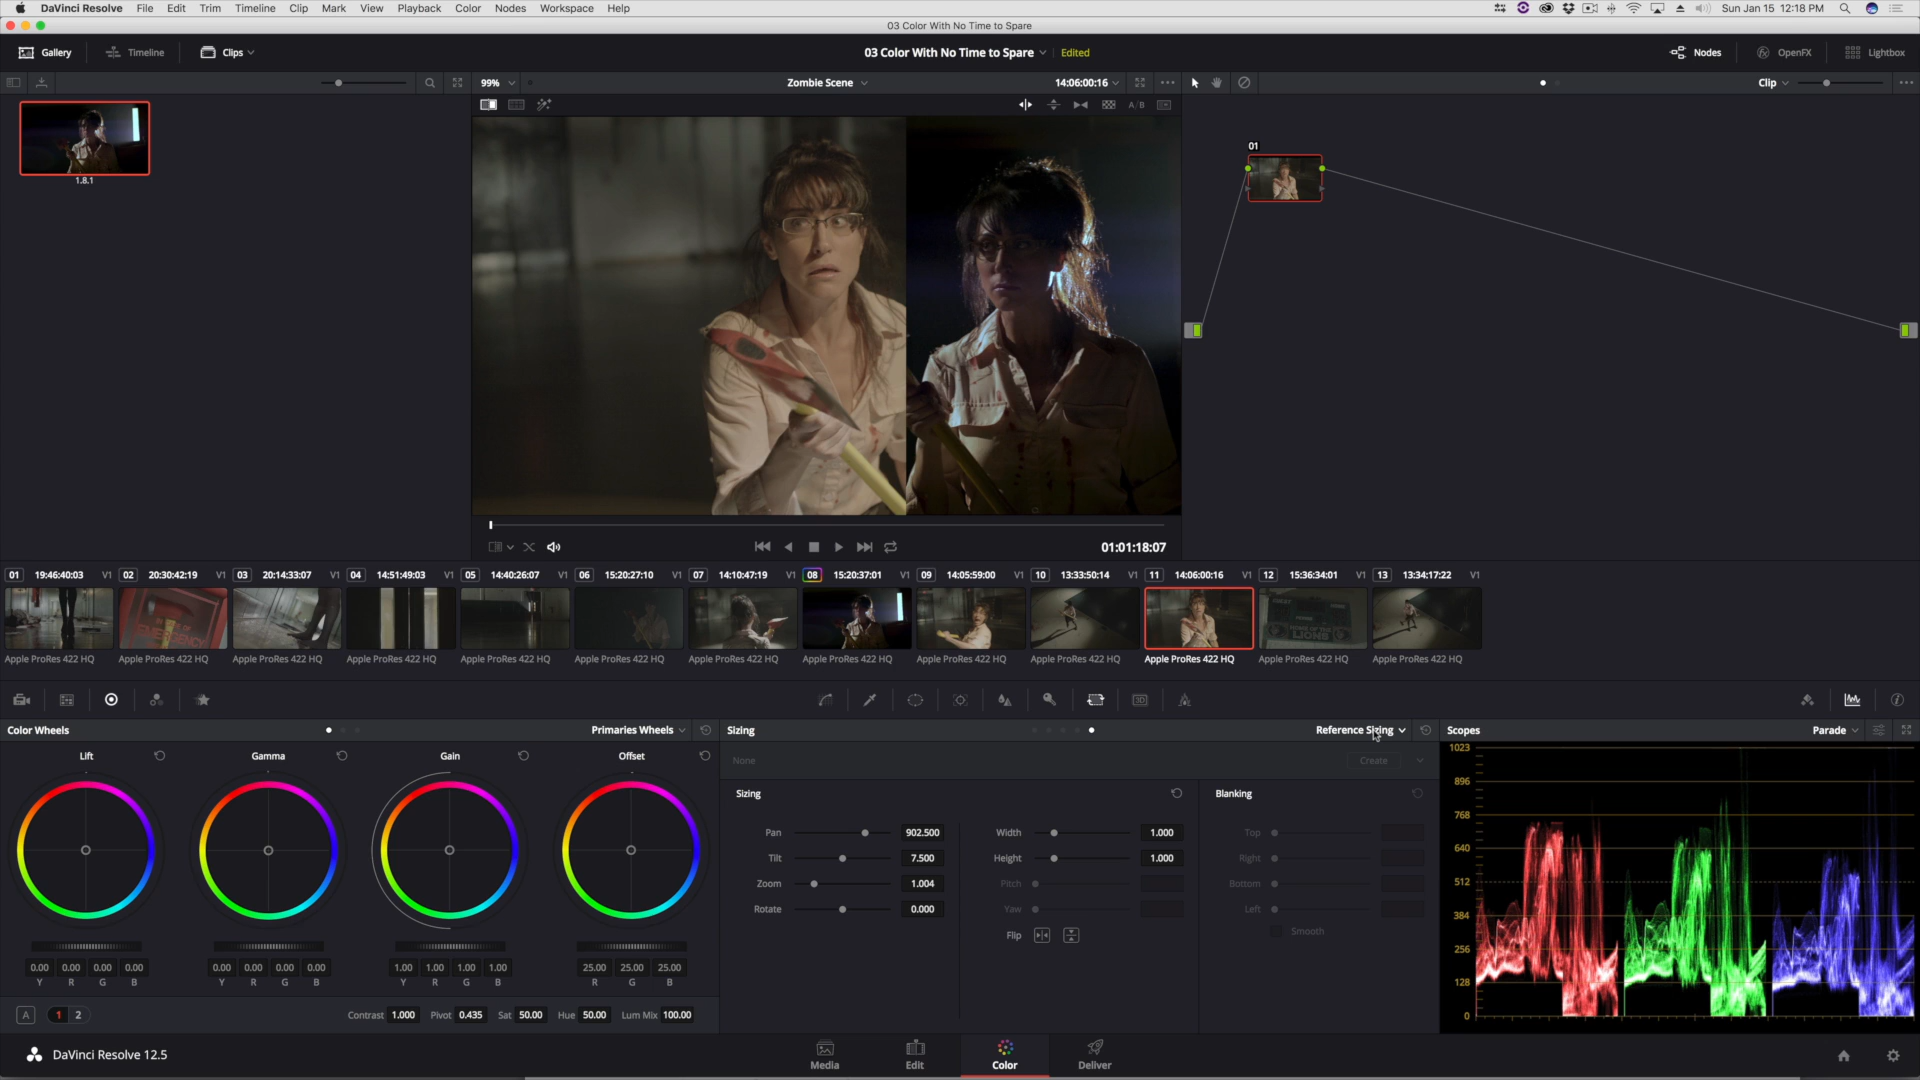 DaVinci Resolve File Edit Trim Timeline Clip Mark View Playback Color Nodes Workspace Help Sun Jan 15 12:18 PM
03 Color With No Time to Spare
Gallery Timeline Clips 03 Color With No Time to Spare Edited Nodes OpenFX Lightbox
99% Zombie Scene 14:06:00:16 Clip
A/B
01
1.8.1
01:01:18:07
01 19:46:40:03 V1 02 20:30:42:19 V1 03 20:14:33:07 V1 04 14:51:49:03 V1 05 14:40:26:07 V1 06 15:20:27:10 V1 07 14:10:47:19 V1 08 15:20:37:01 V1 09 14:05:59:00 V1 10 13:33:50:14 V1 11 14:06:00:16 V1 12 15:36:34:01 V1 13 13:34:17:22 V1
EMERGENCY
LIONS
Apple ProRes 422 HQ Apple ProRes 422 HQ Apple ProRes 422 HQ Apple ProRes 422 HQ Apple ProRes 422 HQ Apple ProRes 422 HQ Apple ProRes 422 HQ Apple ProRes 422 HQ Apple ProRes 422 HQ Apple ProRes 422 HQ Apple ProRes 422 HQ Apple ProRes 422 HQ Apple ProRes 422 HQ
3D
Color Wheels Primaries Wheels Sizing Reference Sizing Scopes Parade
Lift Gamma Gain Offset
None Create
Sizing Blanking
Pan 902.500 Width 1.000 Top
Tilt 7.500 Height 1.000 Right
Zoom 1.004 Pitch Bottom
Rotate 0.000 Yaw Left
Flip Smooth
1023
896
768
640
512
384
256
128
0
0.00 0.00 0.00 0.00 0.00 0.00 0.00 0.00 1.00 1.00 1.00 1.00 25.00 25.00 25.00
Y R G B Y R G B Y R G B R G B
A 1 2 Contrast 1.000 Pivot 0.435 Sat 50.00 Hue 50.00 Lum Mix 100.00
DaVinci Resolve 12.5 Media Edit Color Deliver